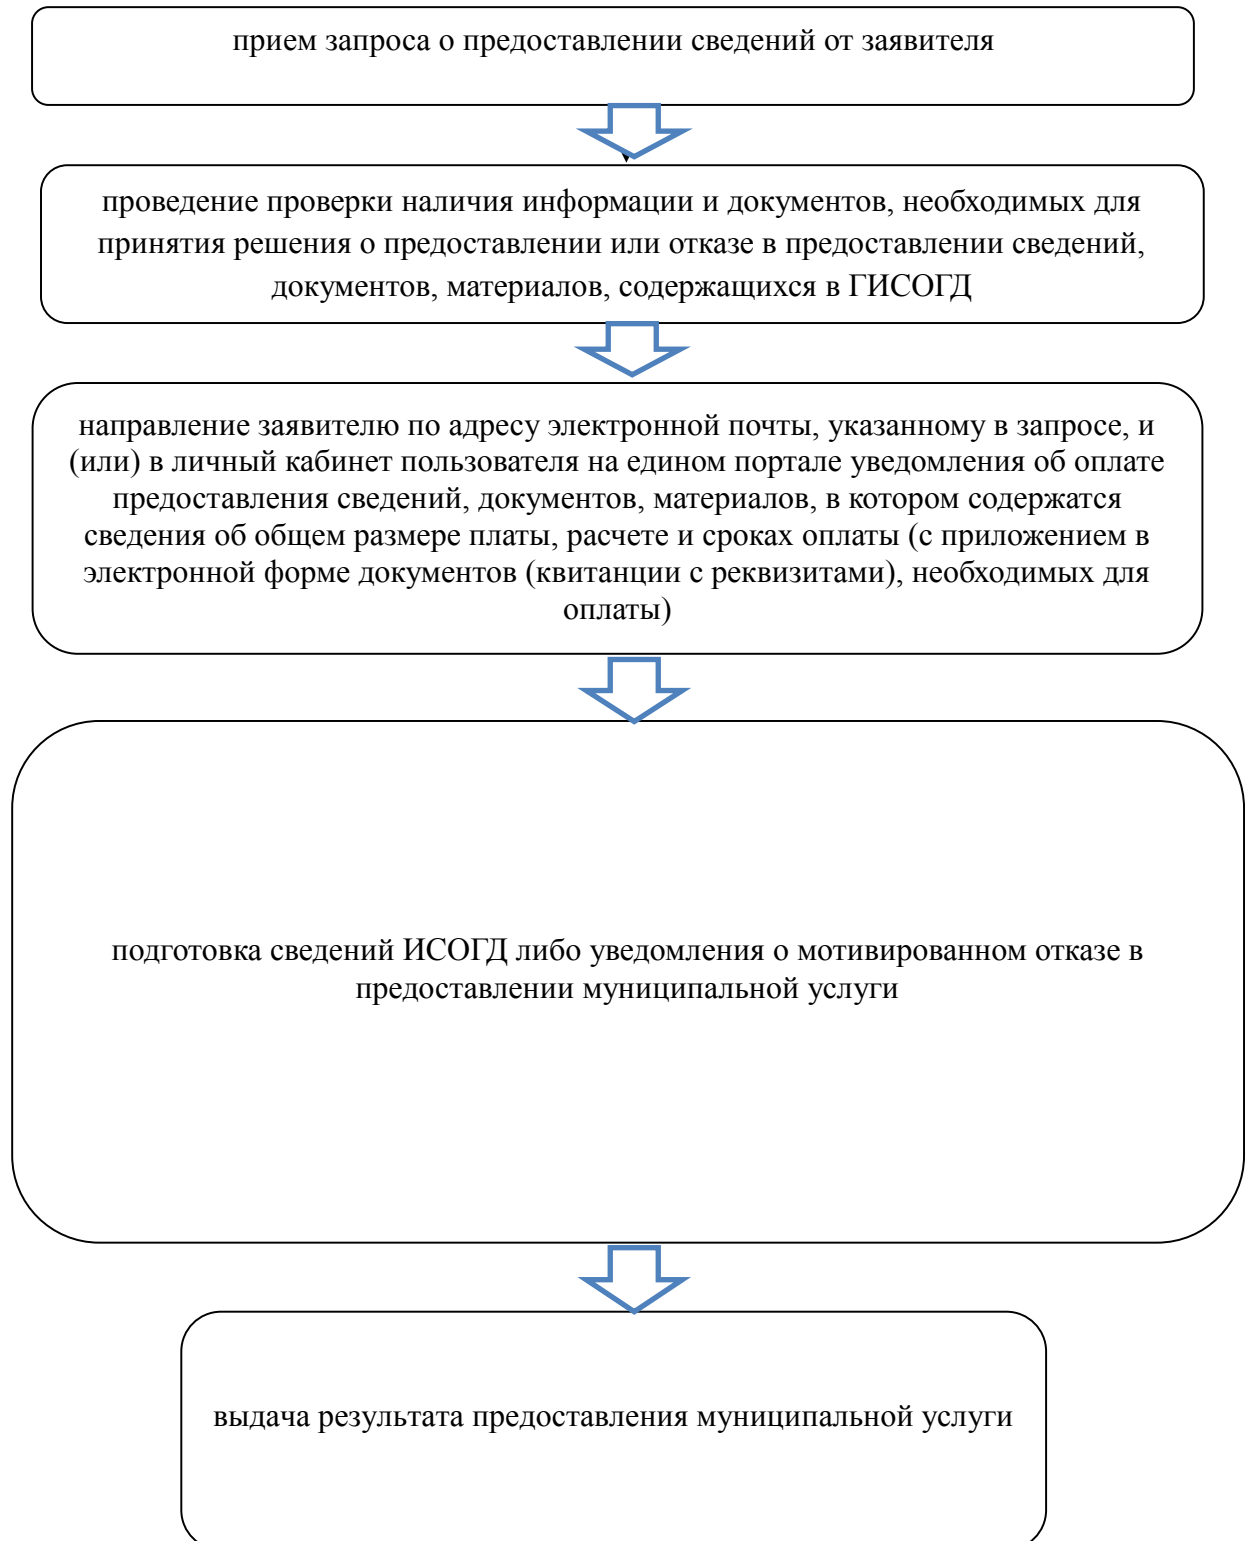 прием запроса о предоставлении сведений от заявителя
проведение проверки наличия информации и документов, необходимых для
принятия решения о предоставлении или отказе в предоставлении сведений,
документов, материалов, содержащихся в ГИСОГД
направление заявителю по адресу электронной почты, указанному в запросе, и
(или) в личный кабинет пользователя на едином портале уведомления об оплате
предоставления сведений, документов, материалов, в котором содержатся
сведения об общем размере платы, расчете и сроках оплаты (с приложением в
электронной форме документов (квитанции с реквизитами), необходимых для
оплаты)
подготовка сведений ИСОГД либо уведомления о мотивированном отказе в
предоставлении муниципальной услуги
выдача результата предоставления муниципальной услуги